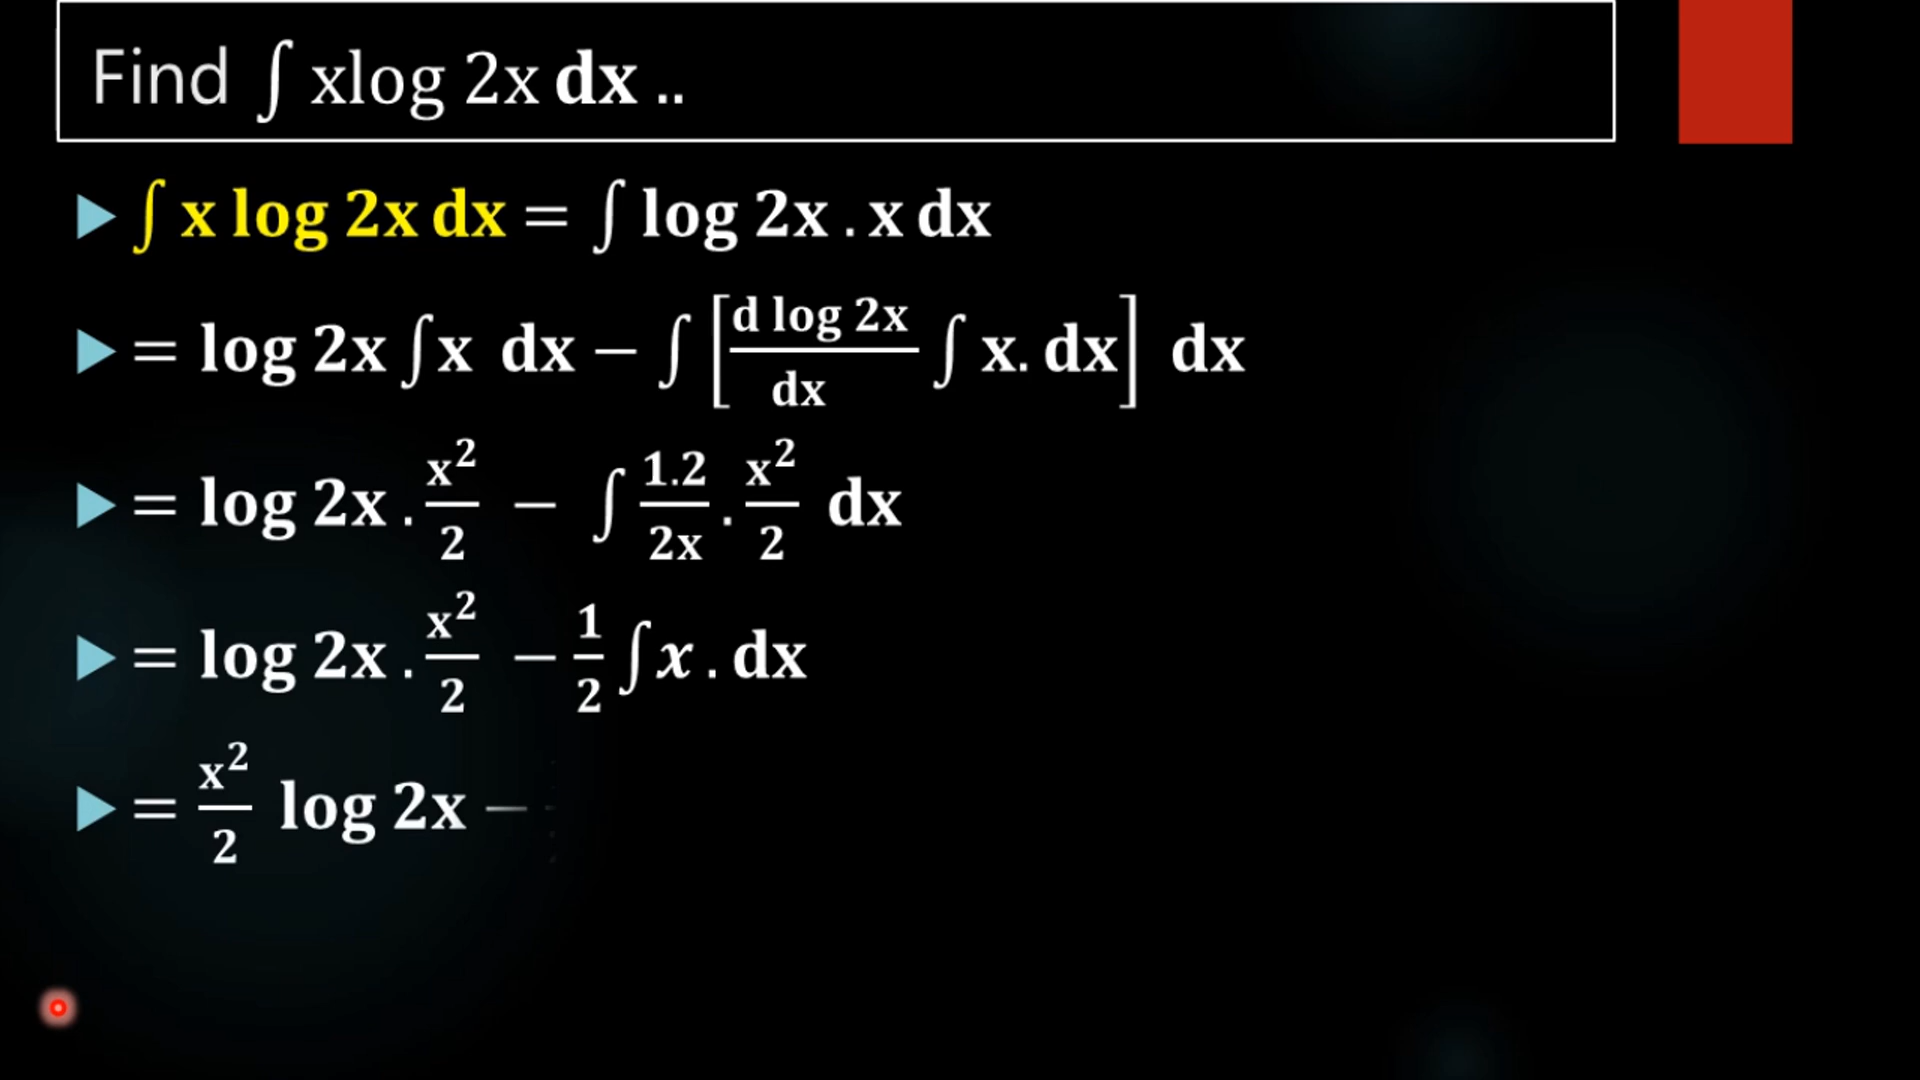 Find ∫ xlog 2x dx ..
∫ x log 2x dx = ∫ log 2x . x dx
= log 2x ∫x dx − ∫ [d log 2x / dx ∫ x. dx] dx
= log 2x . x²/2 − ∫ 1.2/2x . x²/2 dx
= log 2x . x²/2 − 1/2 ∫x . dx
= x²/2 log 2x −